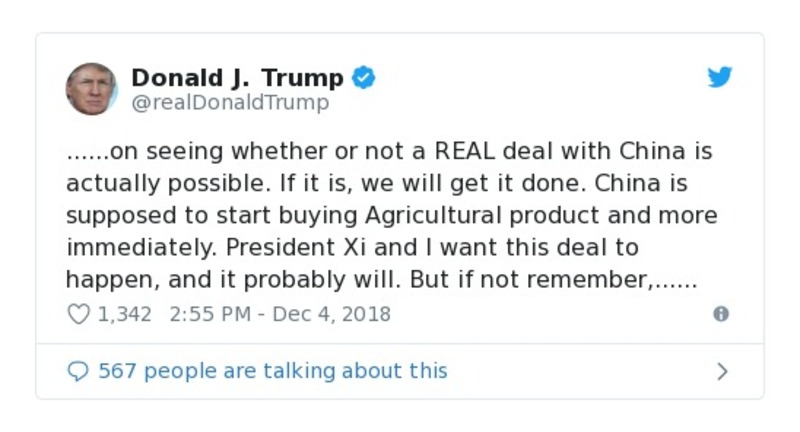 Donald J. Trump
@realDonaldTrump
......on seeing whether or not a REAL deal with China is
actually possible. If it is, we will get it done. China is
supposed to start buying Agricultural product and more
immediately. President Xi and I want this deal to
happen, and it probably will. But if not remember,......
1,342 2:55 PM - Dec 4, 2018
567 people are talking about this